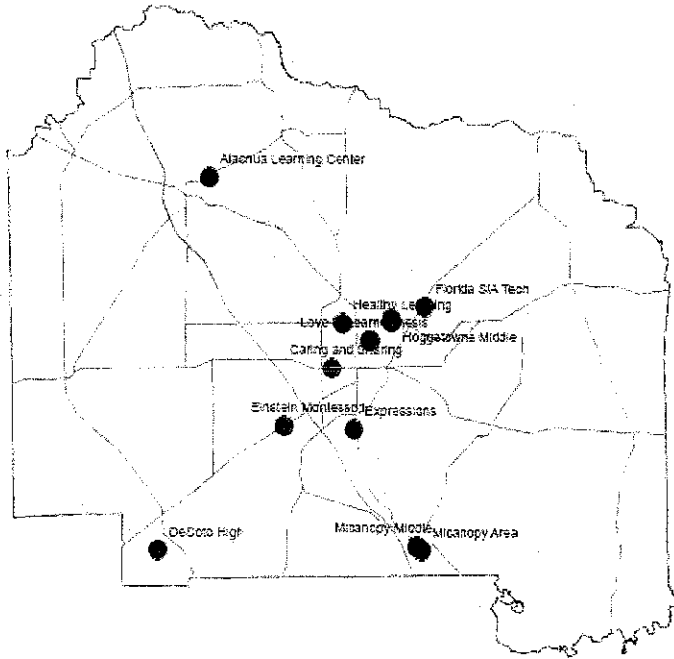 Alachua Learning Center
Florida SIA Tech
Healthy Learning
Hoggetowne Middle
Caring and Sharing
Einstein Montessori
Expressions
DeSoto High
Micanopy Middle
Micanopy Area